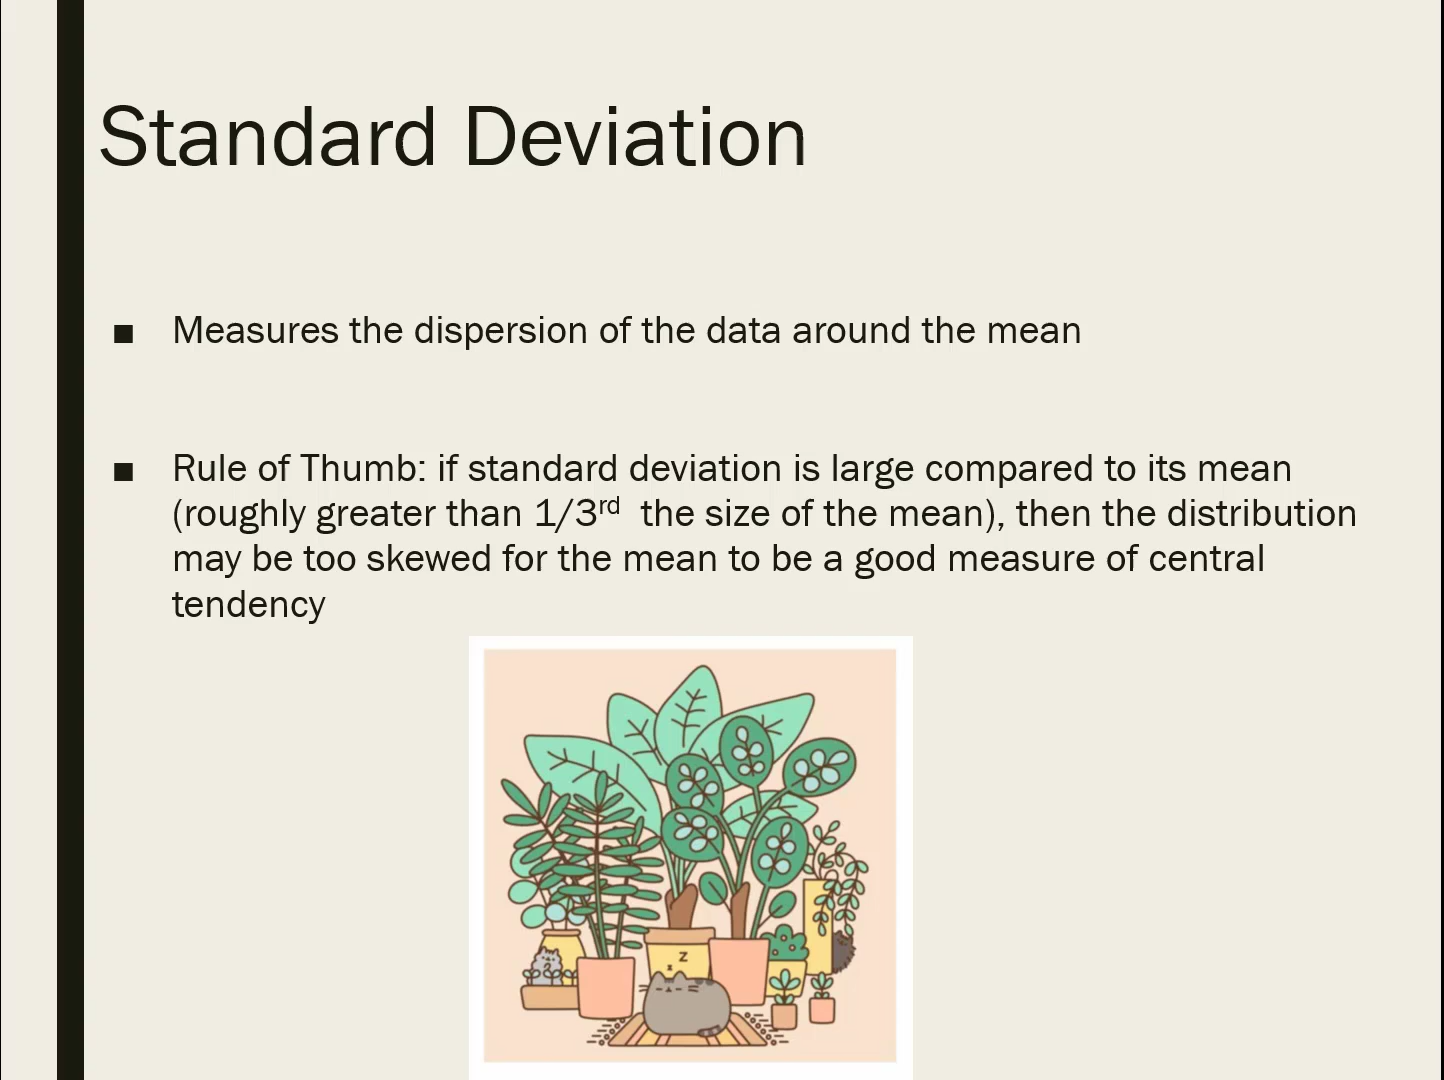 Standard Deviation
■ Measures the dispersion of the data around the mean
■ Rule of Thumb: if standard deviation is large compared to its mean
(roughly greater than 1/3rd the size of the mean), then the distribution
may be too skewed for the mean to be a good measure of central
tendency
Z
z